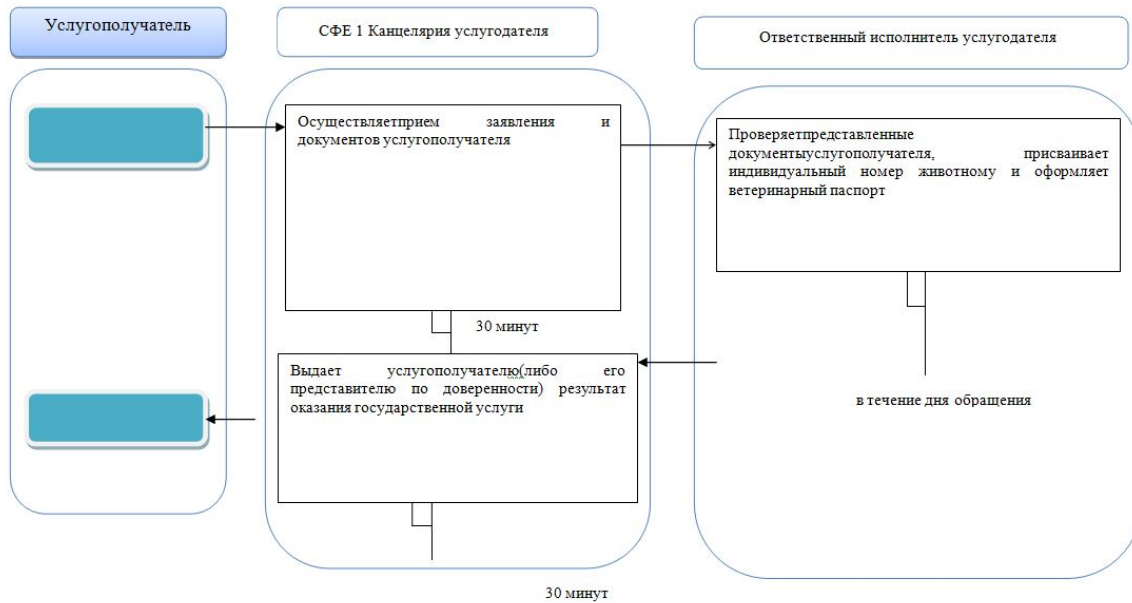 Услугополучатель
СФЕ 1 Канцелярия услугодателя
Ответственный исполнитель услугодателя
Осуществляетприем заявления и
документов услугополучателя
Проверяетпредставленные
документыуслугополучателя, присваивает
индивидуальный номер животному и оформляет
ветеринарный паспорт
30 минут
Выдает услугополучателю(либо его
представителю по доверенности) результат
оказания государственной услуги
в течение дня обращения
30 минут